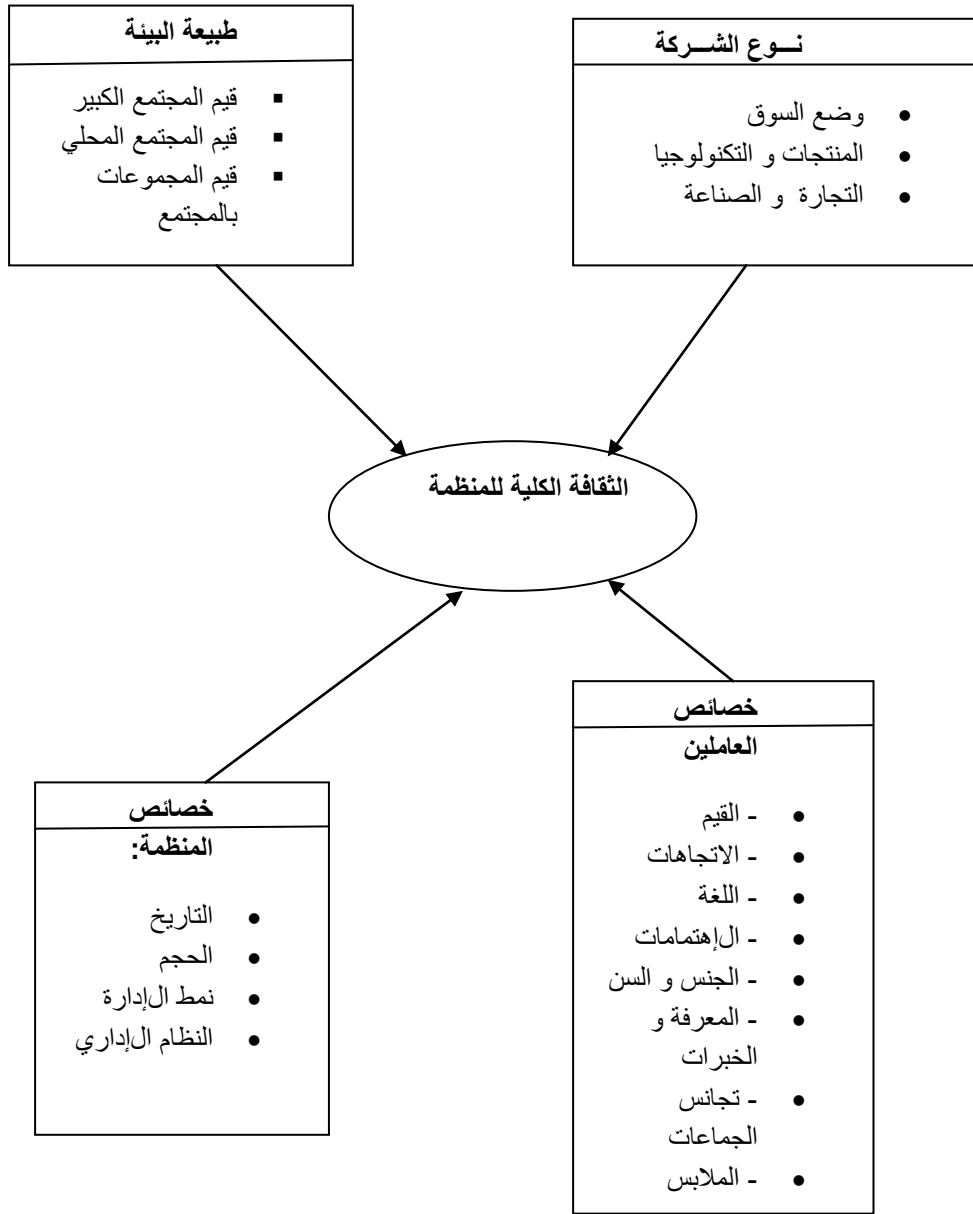 نـــوع الشـــركة
• وضع السوق
• المنتجات و التكنولوجيا
• التجارة و الصناعة
طبيعة البيئة
▪ قيم المجتمع الكبير
▪ قيم المجتمع المحلي
▪ قيم المجموعات
بالمجتمع
الثقافة الكلية للمنظمة
خصائص
العاملين
• - القيم
• - الاتجاهات
• - اللغة
• - الإهتمامات
• - الجنس و السن
• - المعرفة و
الخبرات
• - تجانس
الجماعات
• - الملابس
خصائص
المنظمة:
• التاريخ
• الحجم
• نمط الإدارة
• النظام الإداري